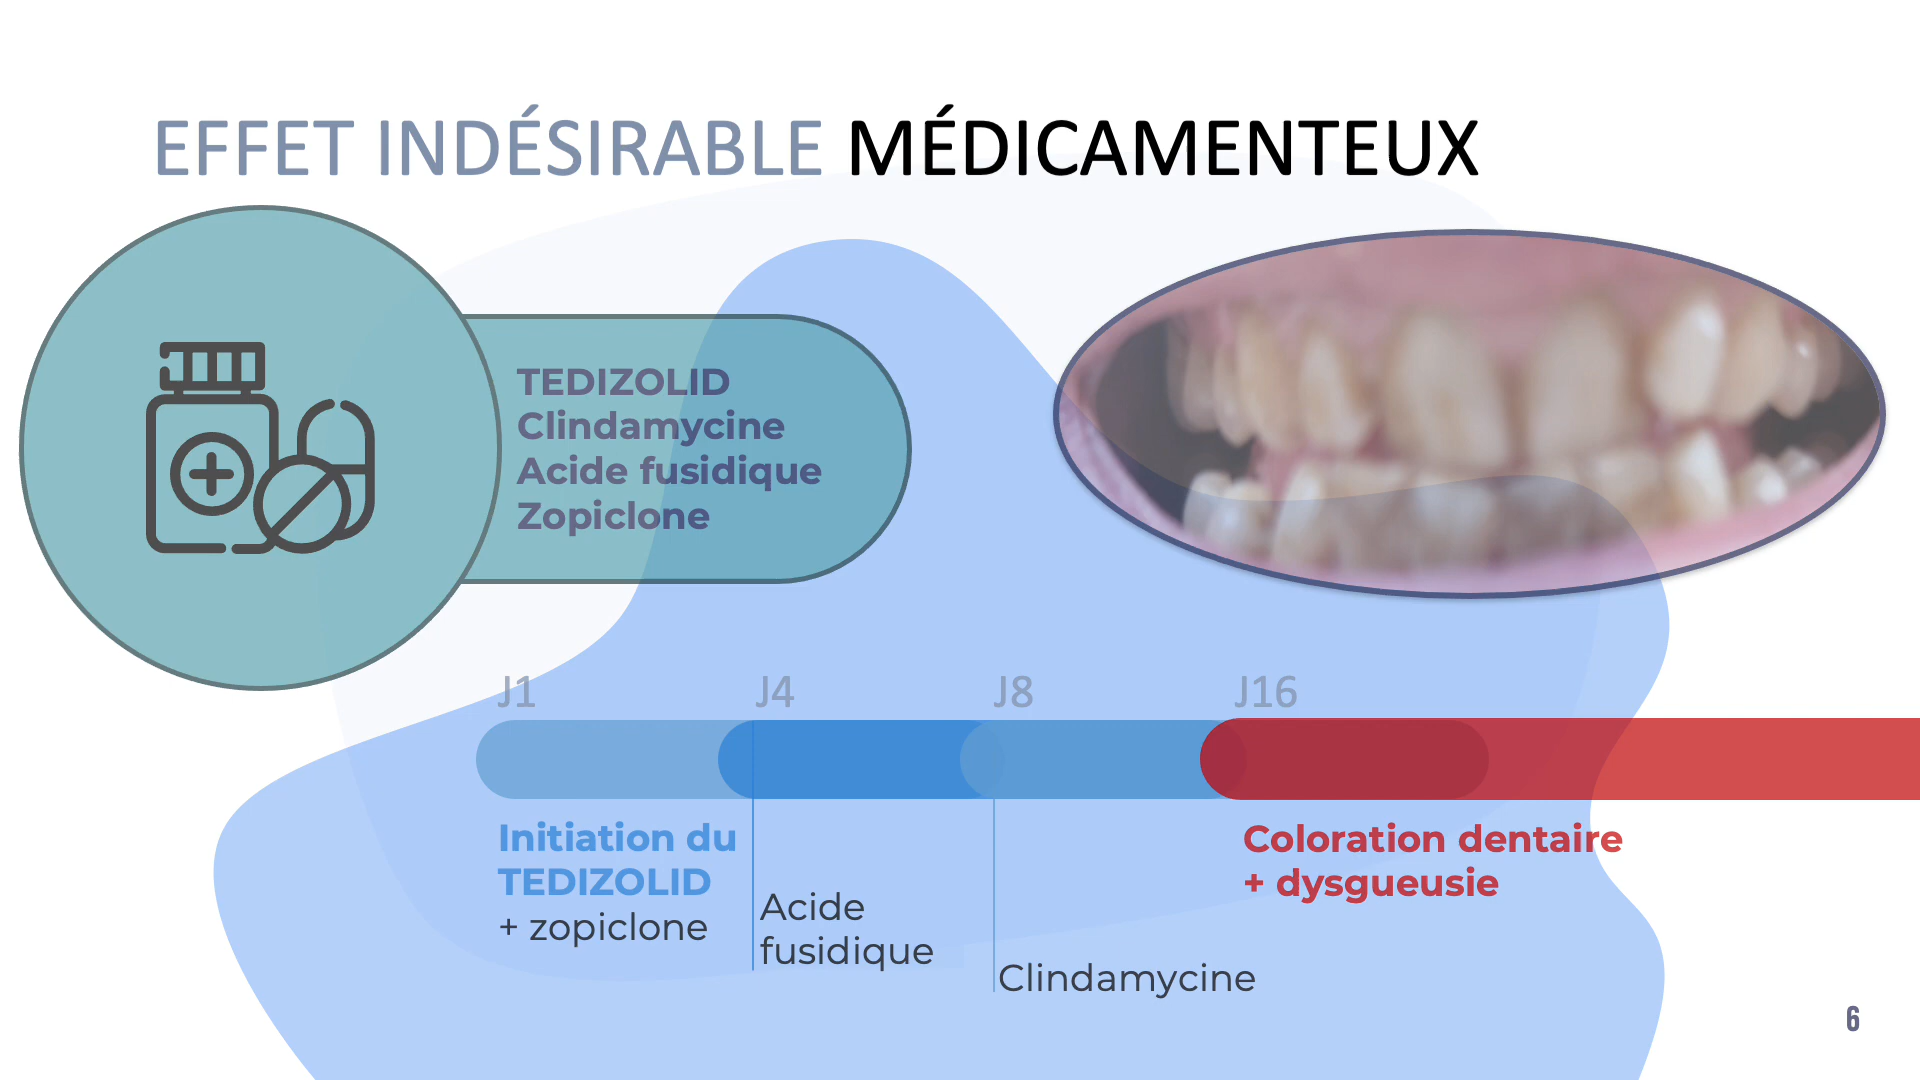 EFFET INDÉSIRABLE MÉDICAMENTEUX
TEDIZOLID
Clindamycine
Acide fusidique
Zopiclone
J1
J4
J8
J16
Initiation du
TEDIZOLID
+ zopiclone
Acide
fusidique
Clindamycine
Coloration dentaire
+ dysgueusie
6